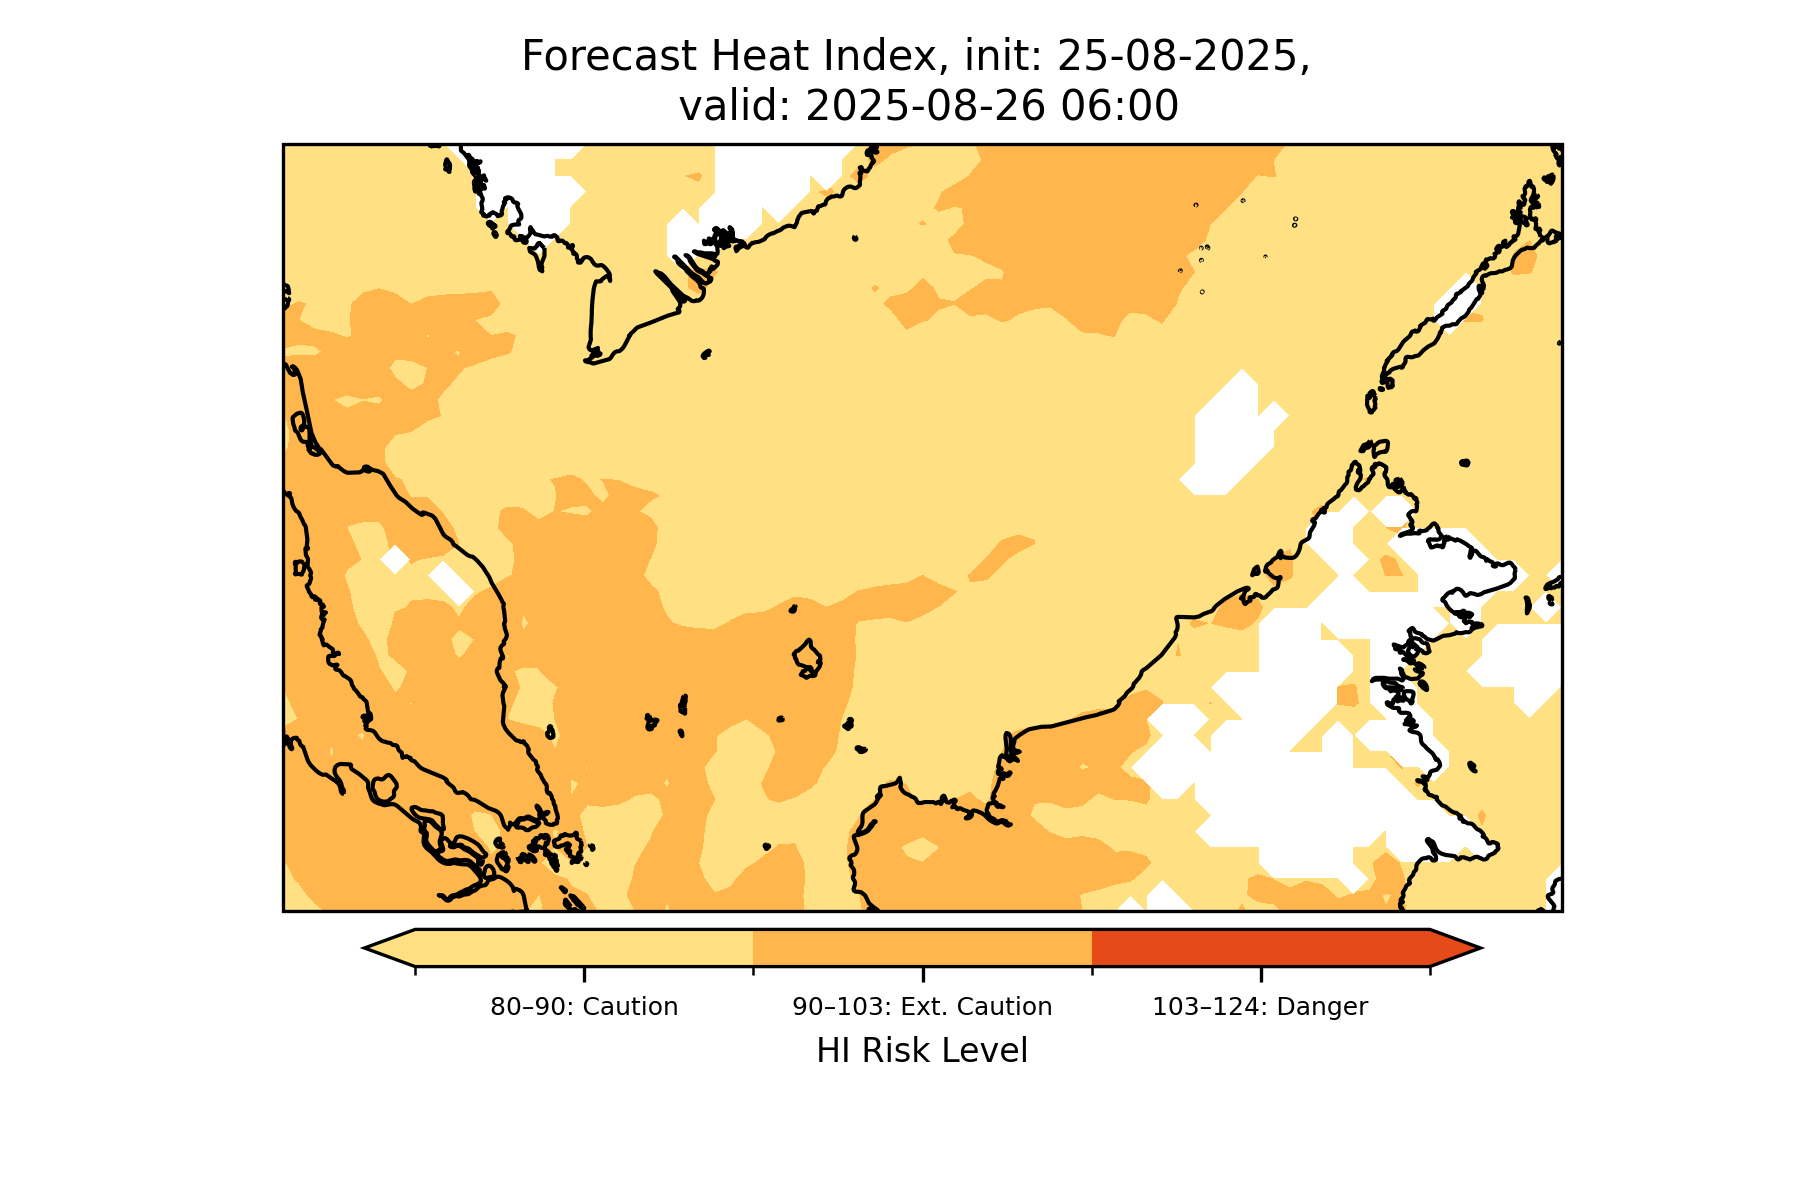 Forecast Heat Index, init: 25-08-2025,
valid: 2025-08-26 06:00
80–90: Caution
90–103: Ext. Caution
103–124: Danger
HI Risk Level